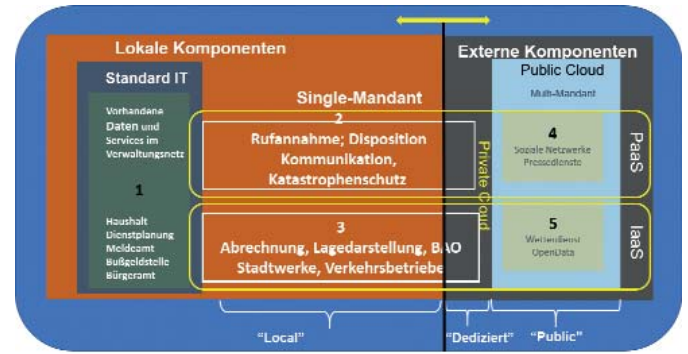 Lokale Komponenten
Externe Komponenten
Standard IT
Public Cloud
Multi-Mandant
Single-Mandant
Vorhandene
Daten und
Services im
Verwaltungsnetz
1
Haushalt
Dienstplanung
Meldeamt
Bußgeldstelle
Bürgeramt
2
Rufannahme; Disposition
Kommunikation,
Katastrophenschutz
3
Abrechnung, Lagedarstellung, BAO
Stadtwerke, Verkehrsbetriebe
Private Cloud
4
Soziale Netzwerke
Pressedienste
5
Wetterdienst
OpenData
PaaS
IaaS
"Local"
"Dediziert"
"Public"